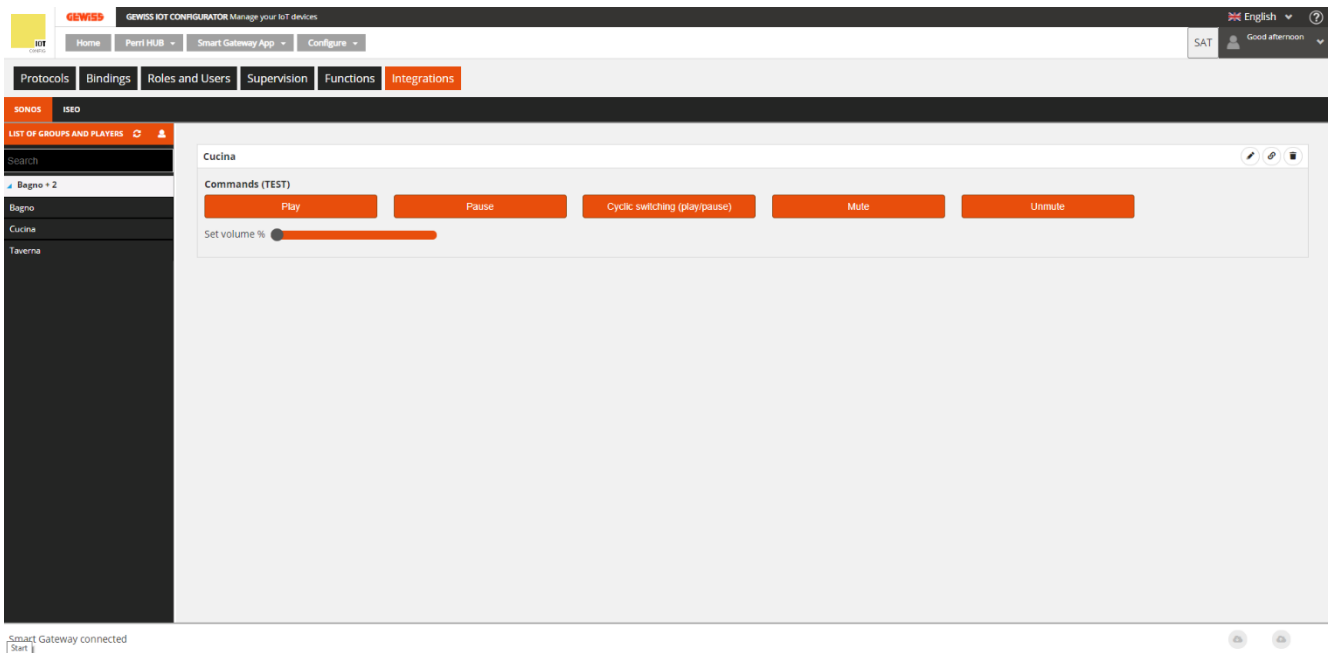 GEWISS GEWISS IOT CONFIGURATOR Manage your IoT devices English
IOT
CONFIG
Home Perri HUB Smart Gateway App Configure SAT Good afternoon
Protocols Bindings Roles and Users Supervision Functions Integrations
SONOS ISEO
LIST OF GROUPS AND PLAYERS
Search
Cucina
Bagno + 2
Commands (TEST)
Bagno
Play Pause Cyclic switching (play/pause) Mute Unmute
Cucina
Set volume %
Taverna
Smart Gateway connected
Start